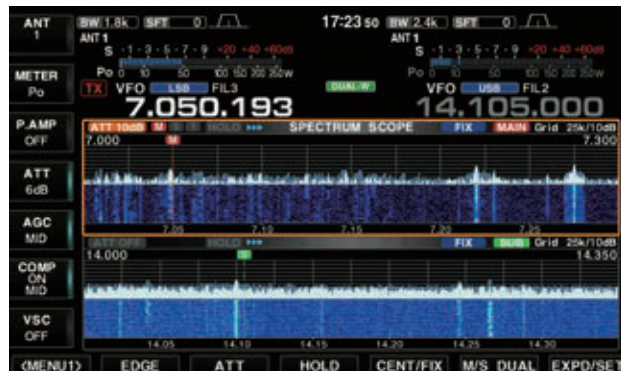 ANT
1
BW 1.8k SFT 0
17:23 50
BW 2.4k SFT 0
ANT 1
ANT 1
S ·1·3·5·7·9 +20 +40 +60dB
S ·1·3·5·7·9 +20 +40 +60dB
METER
Po
Po 0 10 50 100 150 200 250W
Po 0 10 50 100 150 200 250W
TX VFO LSB FIL3
DUAL-W
VFO USB FIL2
7.050.193
14.105.000
P.AMP
OFF
ATT 10dB M S HOLD SPECTRUM SCOPE FIX MAIN Grid 25k/10dB
7.000 M 7.300
ATT
6dB
7.05 7.10 7.15 7.20 7.25
AGC
MID
ATT OFF HOLD FIX SUB Grid 25k/10dB
14.000 S 14.350
COMP
ON
MID
VSC
OFF
14.05 14.10 14.15 14.20 14.25 14.30
<MENU1> EDGE ATT HOLD CENT/FIX M/S DUAL EXPD/SET